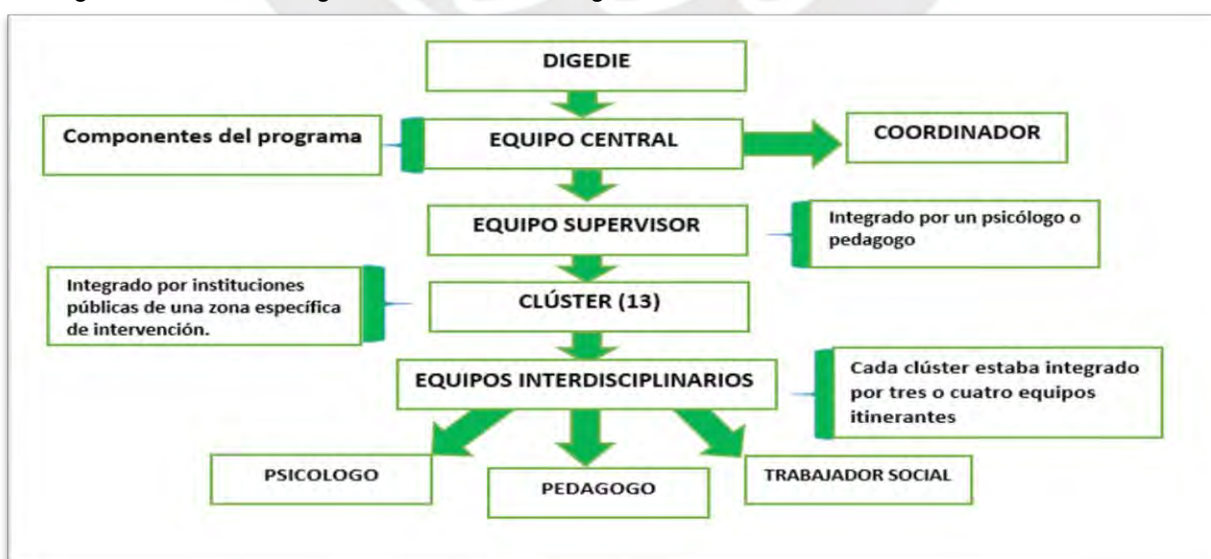 DIGEDIE
Componentes del programa
EQUIPO CENTRAL
COORDINADOR
EQUIPO SUPERVISOR
Integrado por un psicólogo o
pedagogo
Integrado por instituciones
públicas de una zona específica
de intervención.
CLÚSTER (13)
EQUIPOS INTERDISCIPLINARIOS
Cada clúster estaba integrado
por tres o cuatro equipos
itinerantes
PSICOLOGO
PEDAGOGO
TRABAJADOR SOCIAL